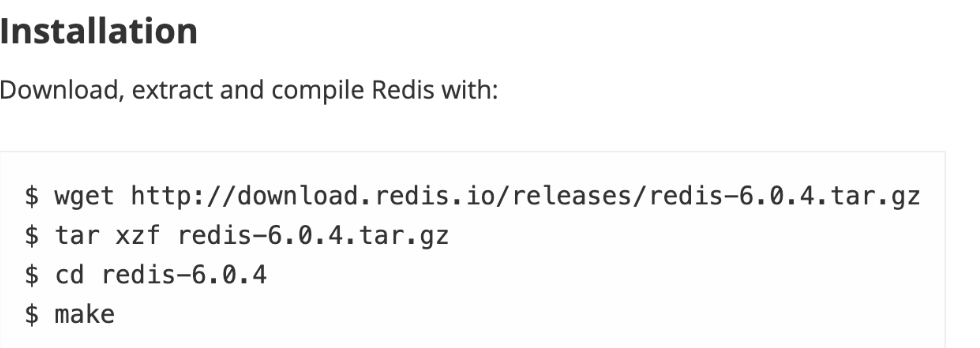 Installation
Download, extract and compile Redis with:
$ wget http://download.redis.io/releases/redis-6.0.4.tar.gz
$ tar xzf redis-6.0.4.tar.gz
$ cd redis-6.0.4
$ make